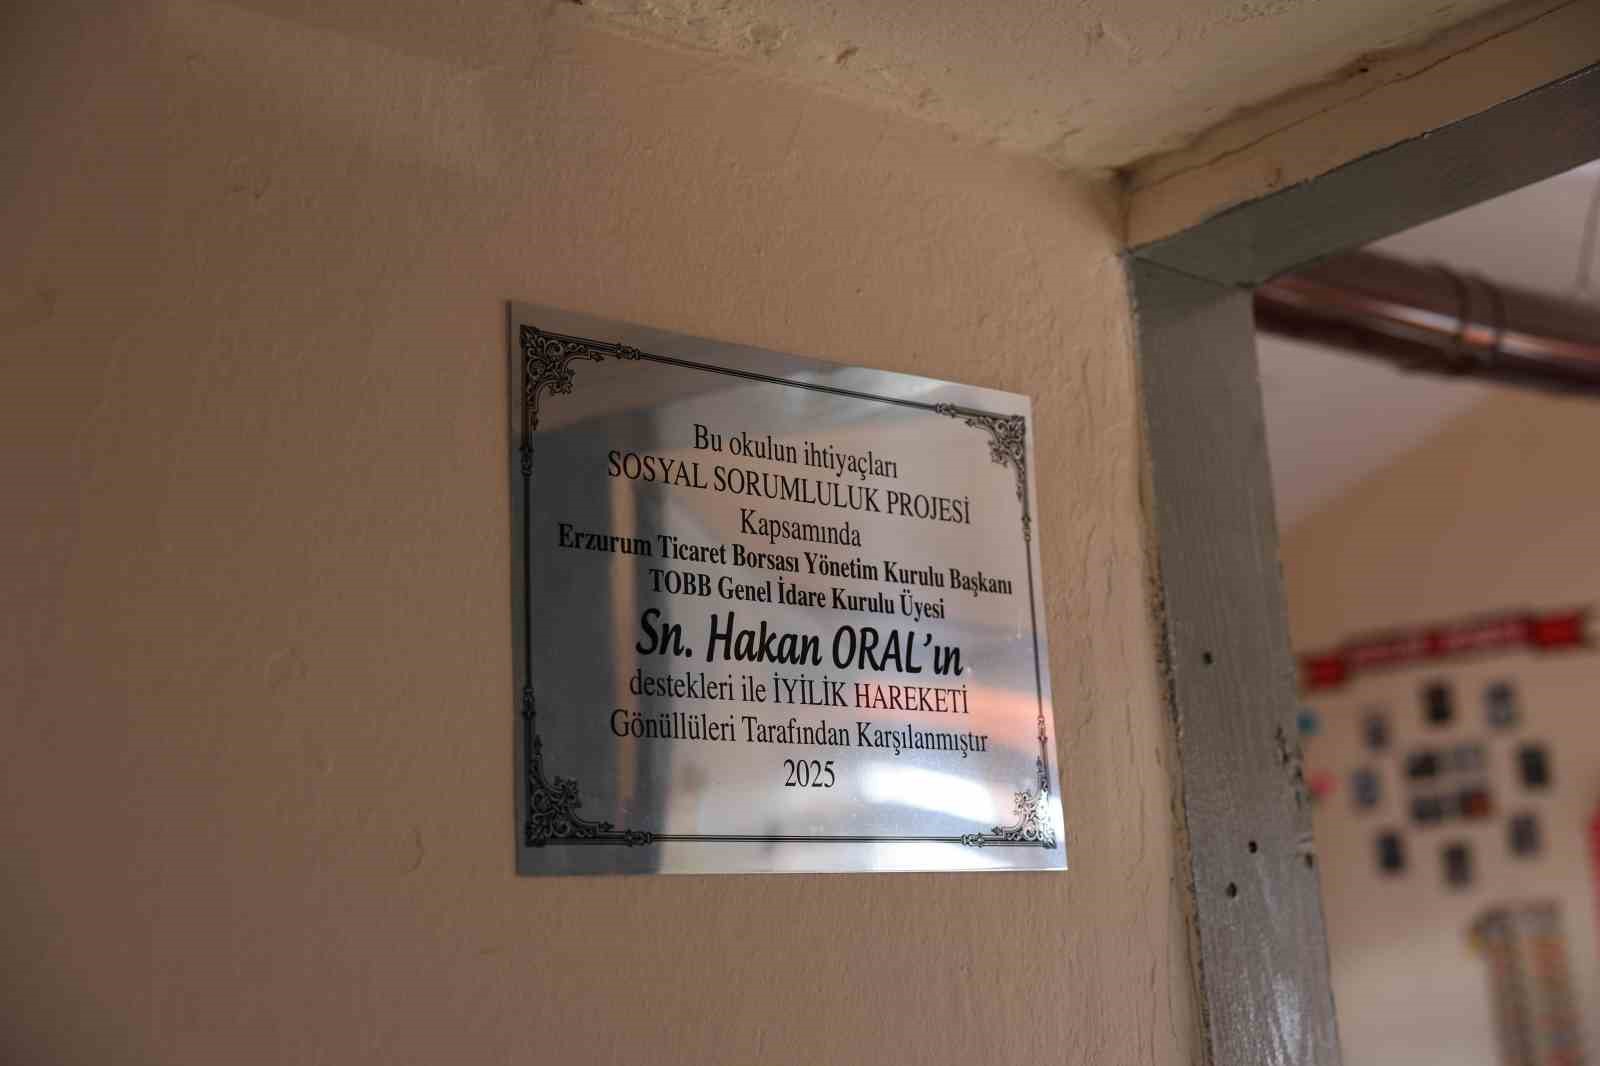 Bu okulun ihtiyaçları
SOSYAL SORUMLULUK PROJESİ
Kapsamında
Erzurum Ticaret Borsası Yönetim Kurulu Başkanı
TOBB Genel İdare Kurulu Üyesi
Sn. Hakan ORAL'ın
destekleri ile İYİLİK HAREKETİ
Gönüllüleri Tarafından Karşılanmıştır
2025